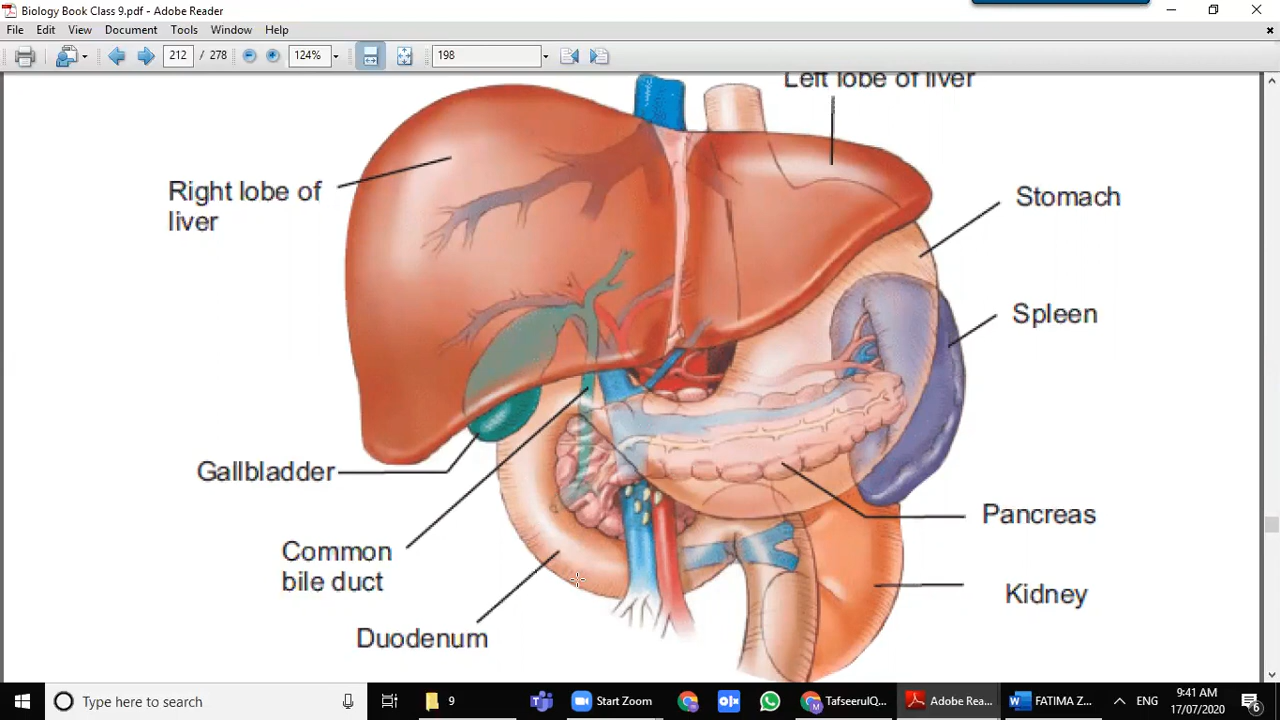 Biology Book Class 9.pdf - Adobe Reader
File Edit View Document Tools Window Help
212 / 278 124% 198
Left lobe of liver
Right lobe of
liver
Stomach
Spleen
Gallbladder
Pancreas
Common
bile duct
Kidney
Duodenum
Type here to search
9
Start Zoom
TafseerulQ...
Adobe Rea...
FATIMA Z...
ENG
9:41 AM
17/07/2020
6